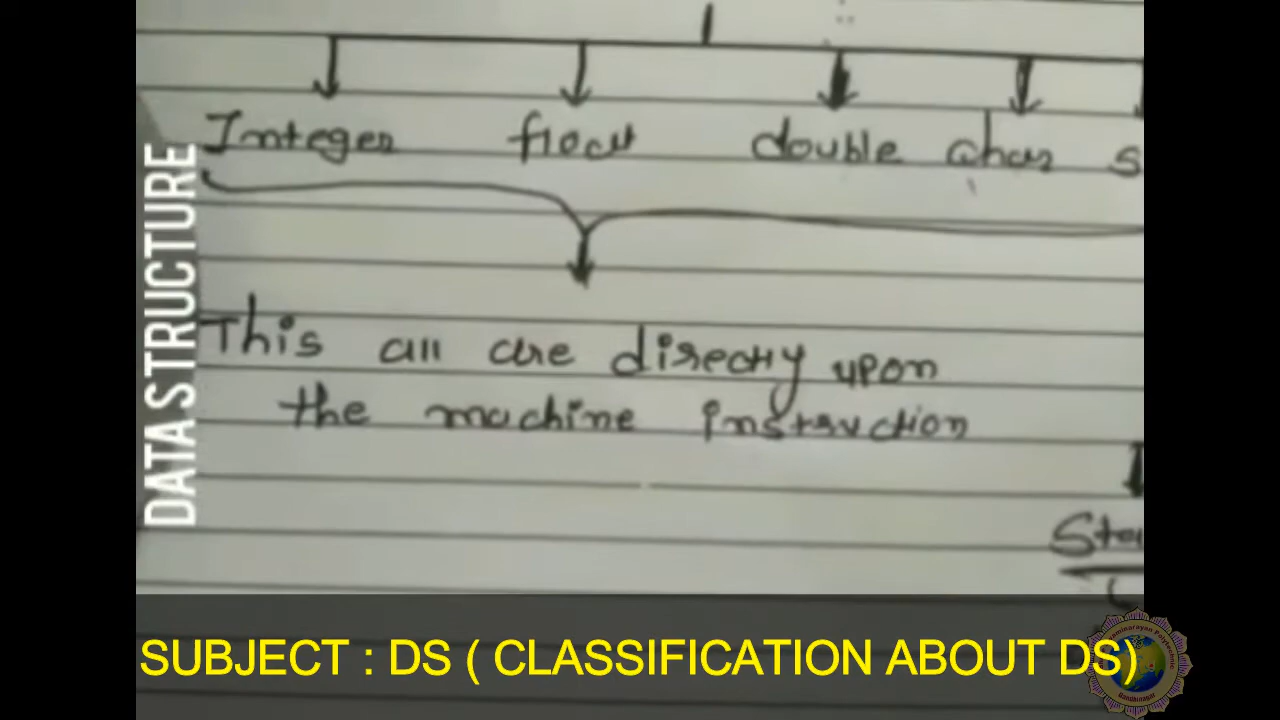 Integer float double char s
This all are directly upon
the machine instruction
DATA STRUCTURE
SUBJECT : DS ( CLASSIFICATION ABOUT DS)